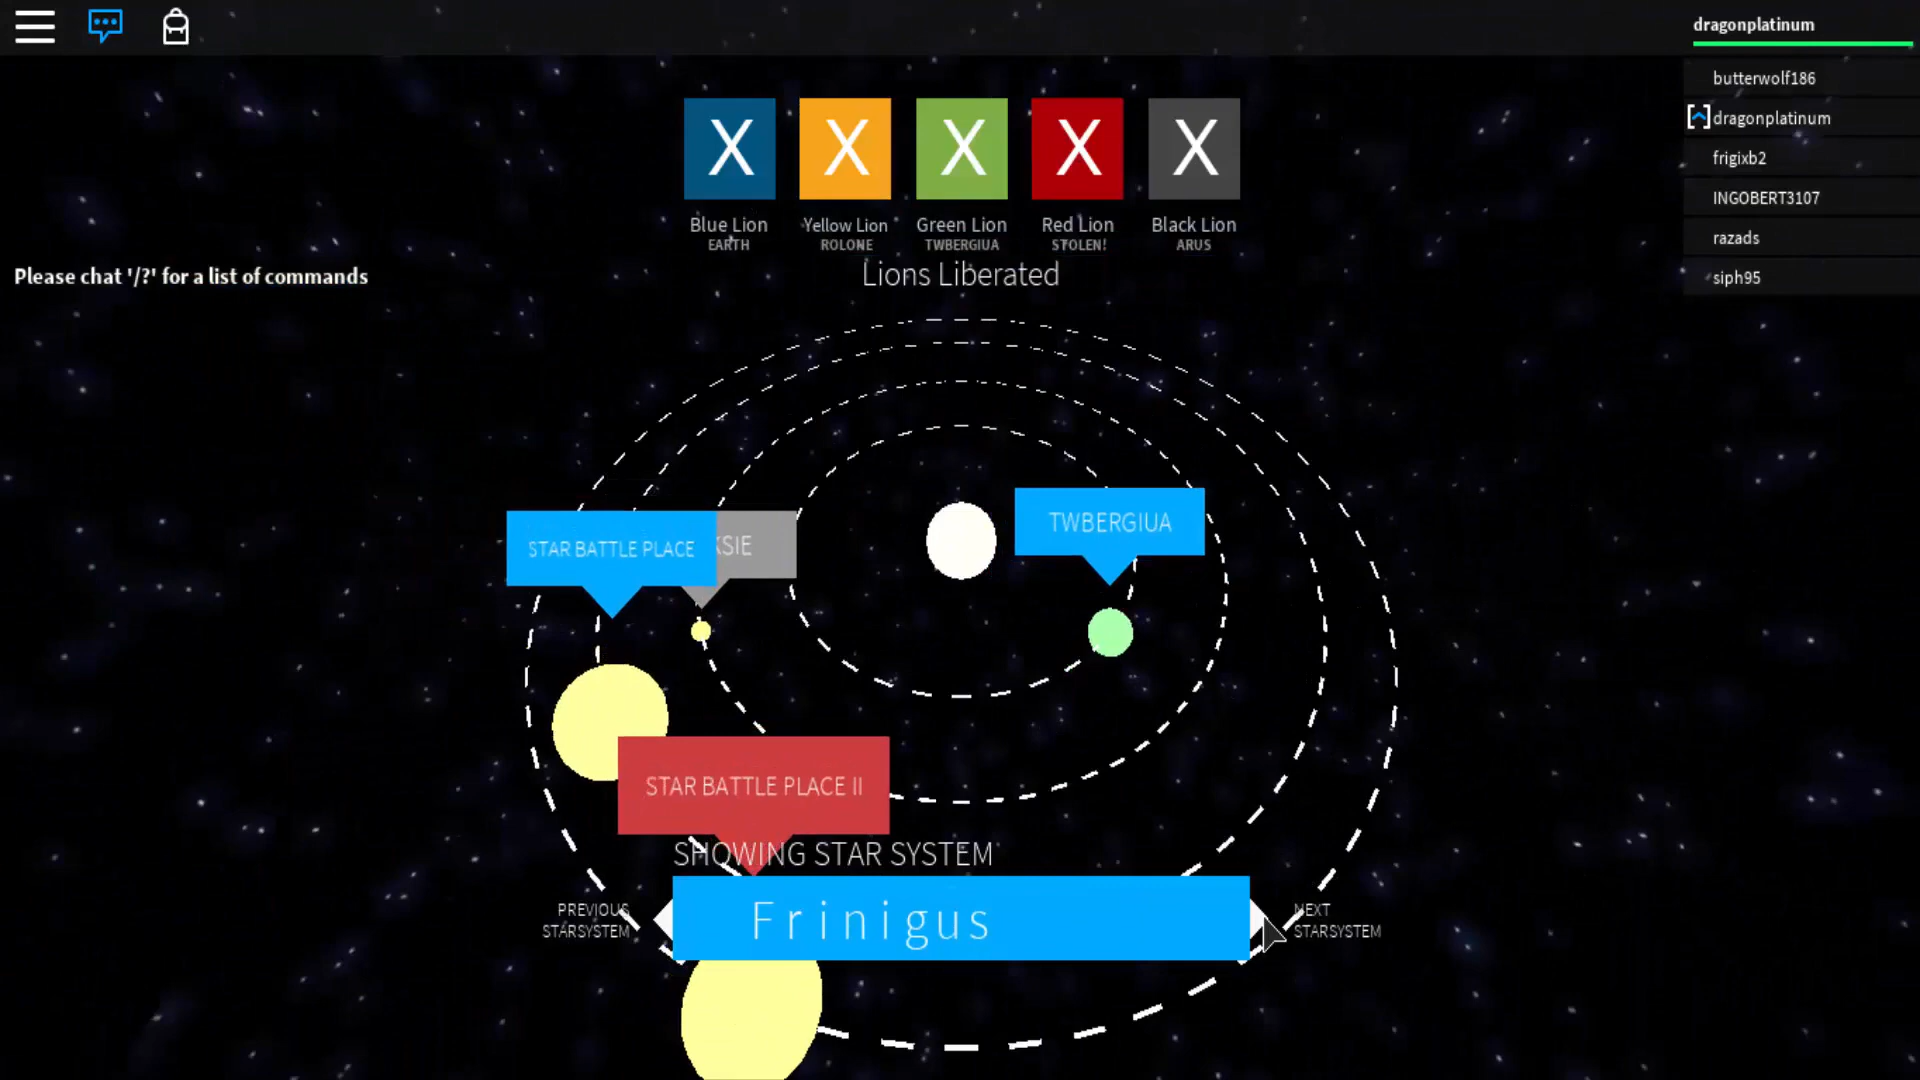 dragonplatinum
butterwolf186
dragonplatinum
frigixb2
INGOBERT3107
razads
siph95
X X X X X
Blue Lion Yellow Lion Green Lion Red Lion Black Lion
EARTH ROLONE TWBERGIUA STOLEN! ARUS
Lions Liberated
Please chat '/?' for a list of commands
TWBERGIUA
STAR BATTLE PLACE
STAR BATTLE PLACE II
SHOWING STAR SYSTEM
PREVIOUS
STARSYSTEM
Frinigus
NEXT
STARSYSTEM